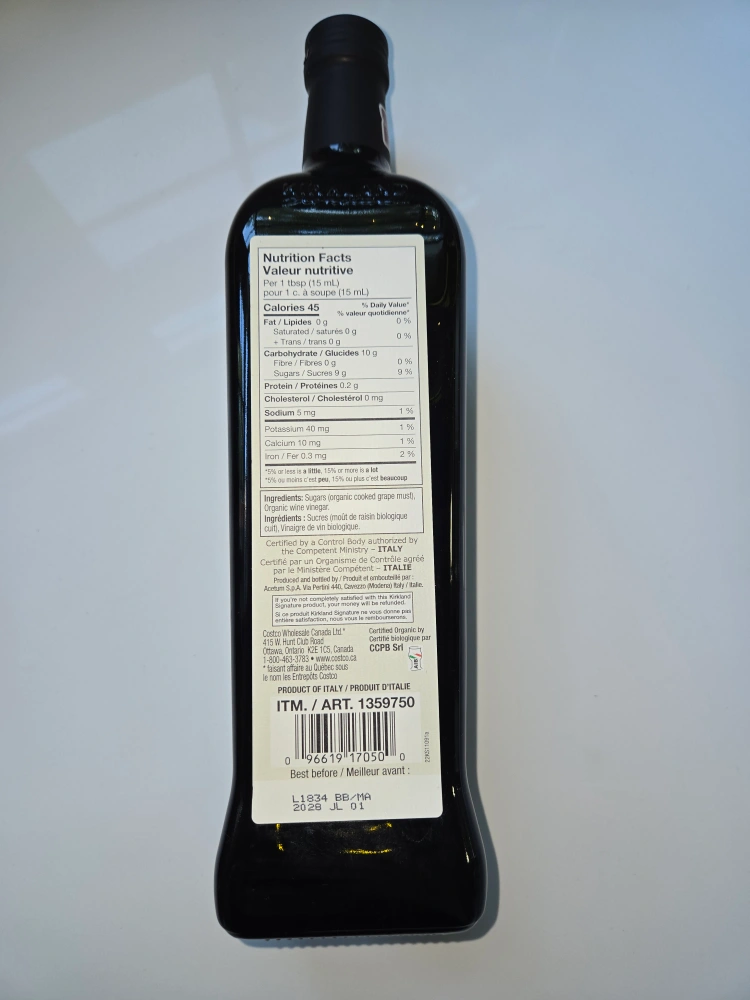 KIRKLAND
Signature
Nutrition Facts
Valeur nutritive
Per 1 tbsp (15 mL)
pour 1 c. à soupe (15 mL)
Calories 45
% Daily Value*
% valeur quotidienne*
Fat / Lipides 0 g 0 %
Saturated / saturés 0 g
+ Trans / trans 0 g 0 %
Carbohydrate / Glucides 10 g
Fibre / Fibres 0 g 0 %
Sugars / Sucres 9 g 9 %
Protein / Protéines 0.2 g
Cholesterol / Cholestérol 0 mg
Sodium 5 mg 1 %
Potassium 40 mg 1 %
Calcium 10 mg 1 %
Iron / Fer 0.3 mg 2 %
*5% or less is a little, 15% or more is a lot
*5% ou moins c'est peu, 15% ou plus c'est beaucoup
Ingredients: Sugars (organic cooked grape must),
Organic wine vinegar.
Ingrédients : Sucres (moût de raisin biologique
cuit), Vinaigre de vin biologique.
Certified by a Control Body authorized by
the Competent Ministry – ITALY
Certifié par un Organisme de Contrôle agréé
par le Ministère Compétent – ITALIE
Produced and bottled by / Produit et embouteillé par :
Acetum S.p.A. Via Pertini 440, Cavezzo (Modena) Italy / Italie.
If you're not completely satisfied with this Kirkland
Signature product, your money will be refunded.
Si ce produit Kirkland Signature ne vous donne pas
entière satisfaction, nous vous le rembourserons.
Costco Wholesale Canada Ltd.*
415 W. Hunt Club Road
Ottawa, Ontario K2E 1C5, Canada
1-800-463-3783 • www.costco.ca
* faisant affaire au Québec sous
le nom les Entrepôts Costco
Certified Organic by
Certifié biologique par
CCPB Srl
PRODUCT OF ITALY / PRODUIT D'ITALIE
ITM. / ART. 1359750
0 96619 17050 0
Best before / Meilleur avant :
L1834 BB/MA
2028 JL 01